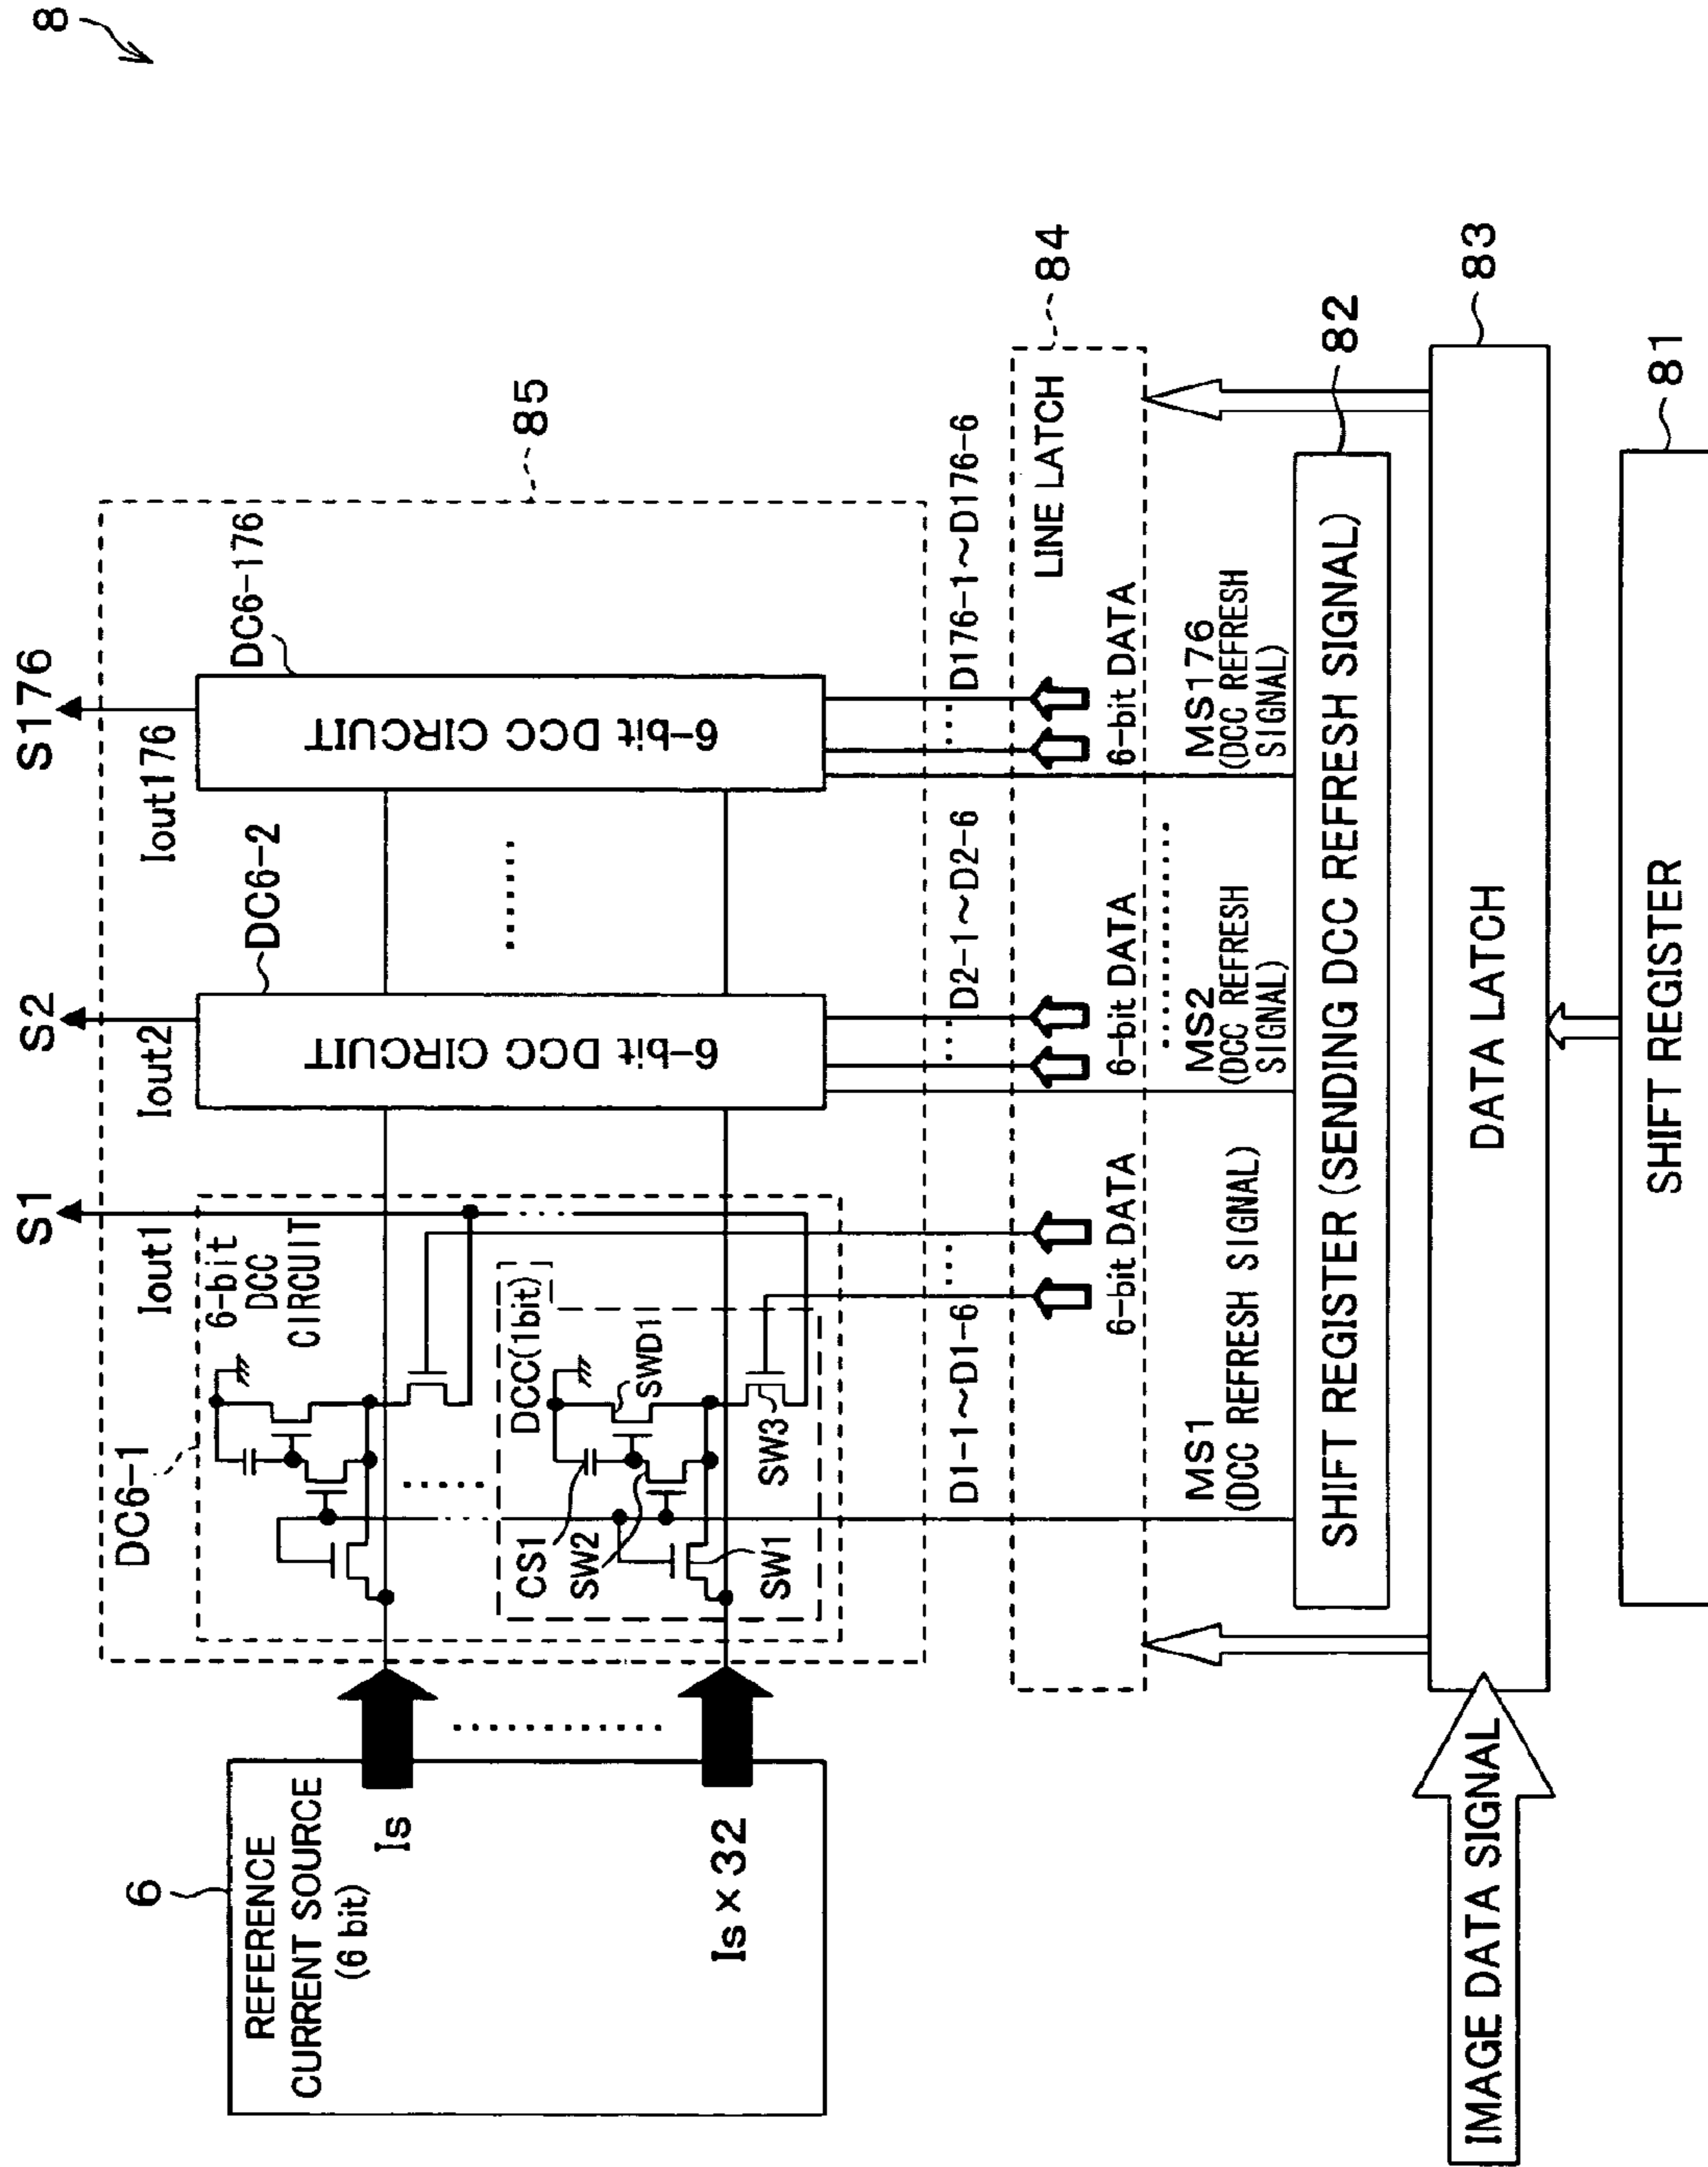 8
S1
S2
S176
Iout1
Iout2
Iout176
85
DC6-1
DC6-2
DC6-176
6
REFERENCE
CURRENT SOURCE
(6 bit)
Is
Is × 32
6-bit
DCC
CIRCUIT
6-bit DCC CIRCUIT
6-bit DCC CIRCUIT
DCC(1bit)
CS1
SWD1
SW2
SW1
SW3
D1-1~D1-6
D2-1~D2-6
D176-1~D176-6
LINE LATCH
84
6-bit DATA
6-bit DATA
6-bit DATA
MS1
(DCC REFRESH SIGNAL)
MS2
(DCC REFRESH
SIGNAL)
MS176
(DCC REFRESH
SIGNAL)
SHIFT REGISTER (SENDING DCC REFRESH SIGNAL)
82
IMAGE DATA SIGNAL
DATA LATCH
83
SHIFT REGISTER
81